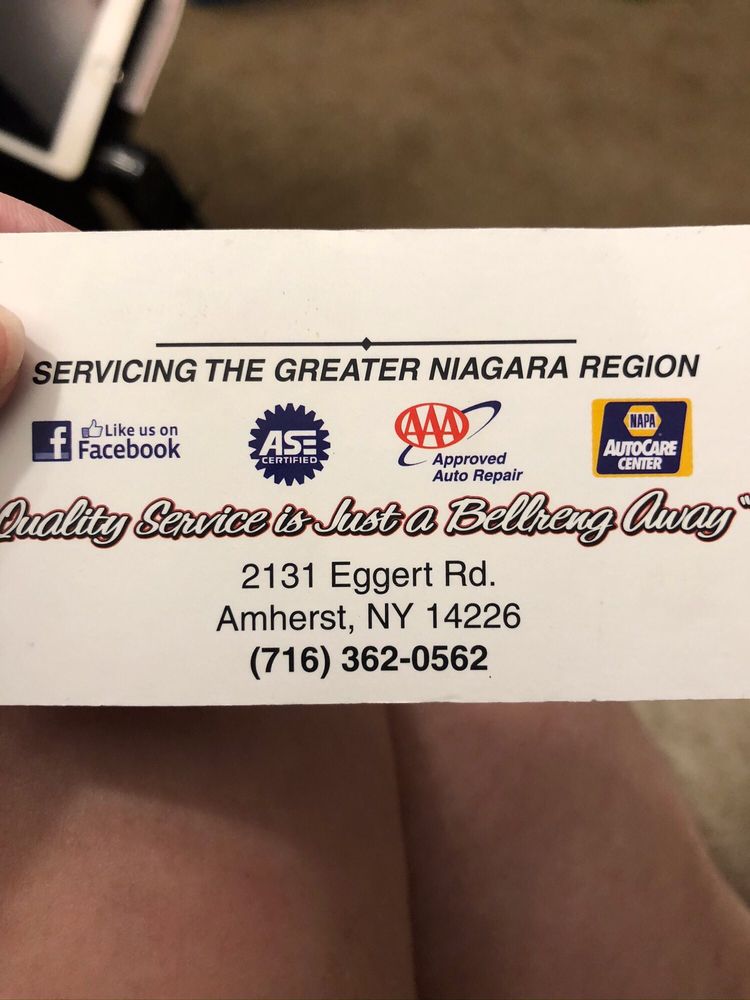 SERVICING THE GREATER NIAGARA REGION
f Like us on Facebook
ASE CERTIFIED
AAA Approved Auto Repair
NAPA AUTOCARE CENTER
Quality Service is Just a Bellreng Away"
2131 Eggert Rd.
Amherst, NY 14226
(716) 362-0562